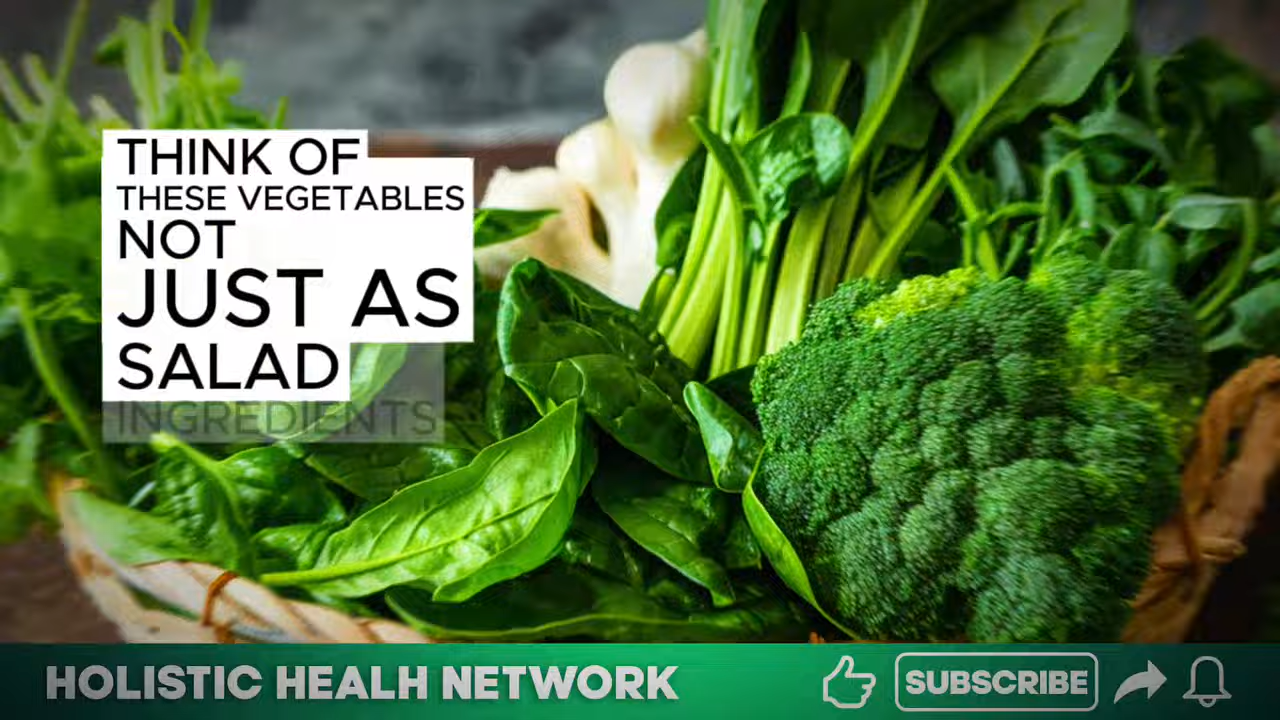 THINK OF
THESE VEGETABLES
NOT
JUST AS
SALAD
INGREDIENTS
HOLISTIC HEALH NETWORK
SUBSCRIBE